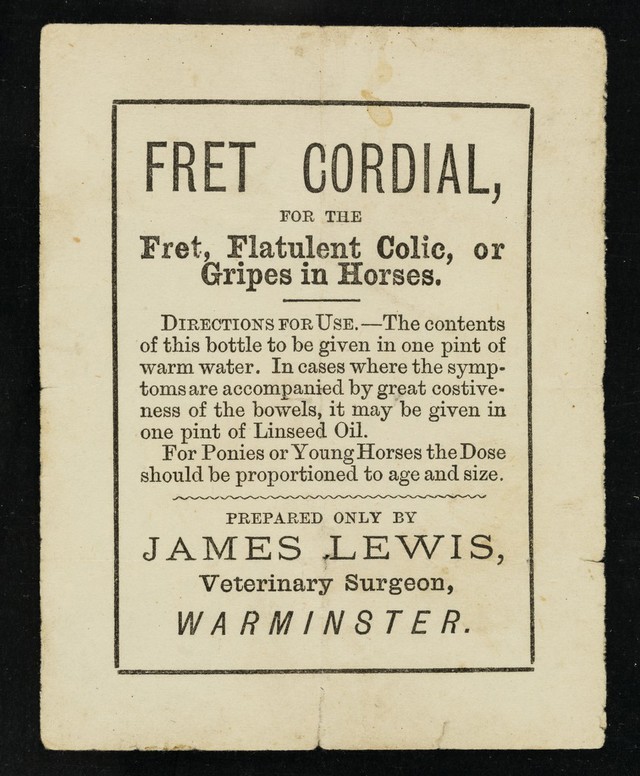 FRET CORDIAL,
FOR THE
Fret, Flatulent Colic, or
Gripes in Horses.
DIRECTIONS FOR USE.—The contents
of this bottle to be given in one pint of
warm water. In cases where the symp-
toms are accompanied by great costive-
ness of the bowels, it may be given in
one pint of Linseed Oil.
For Ponies or Young Horses the Dose
should be proportioned to age and size.
PREPARED ONLY BY
JAMES LEWIS,
Veterinary Surgeon,
WARMINSTER.